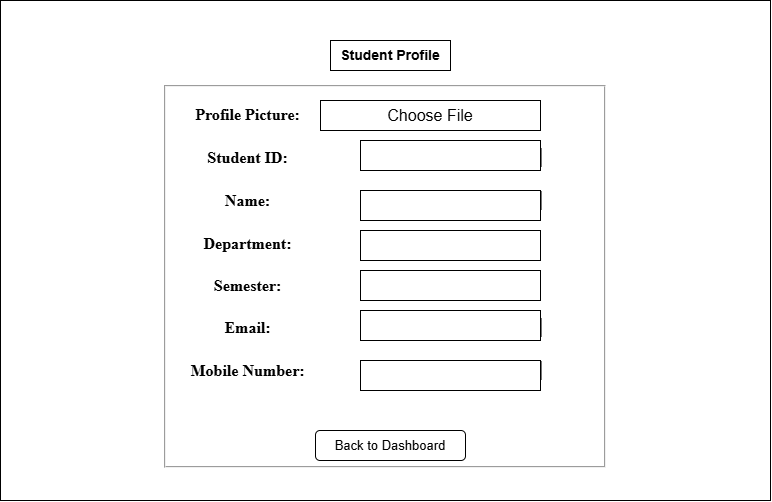 Student Profile
Profile Picture: Choose File
Student ID:
Name:
Department:
Semester:
Email:
Mobile Number:
Back to Dashboard